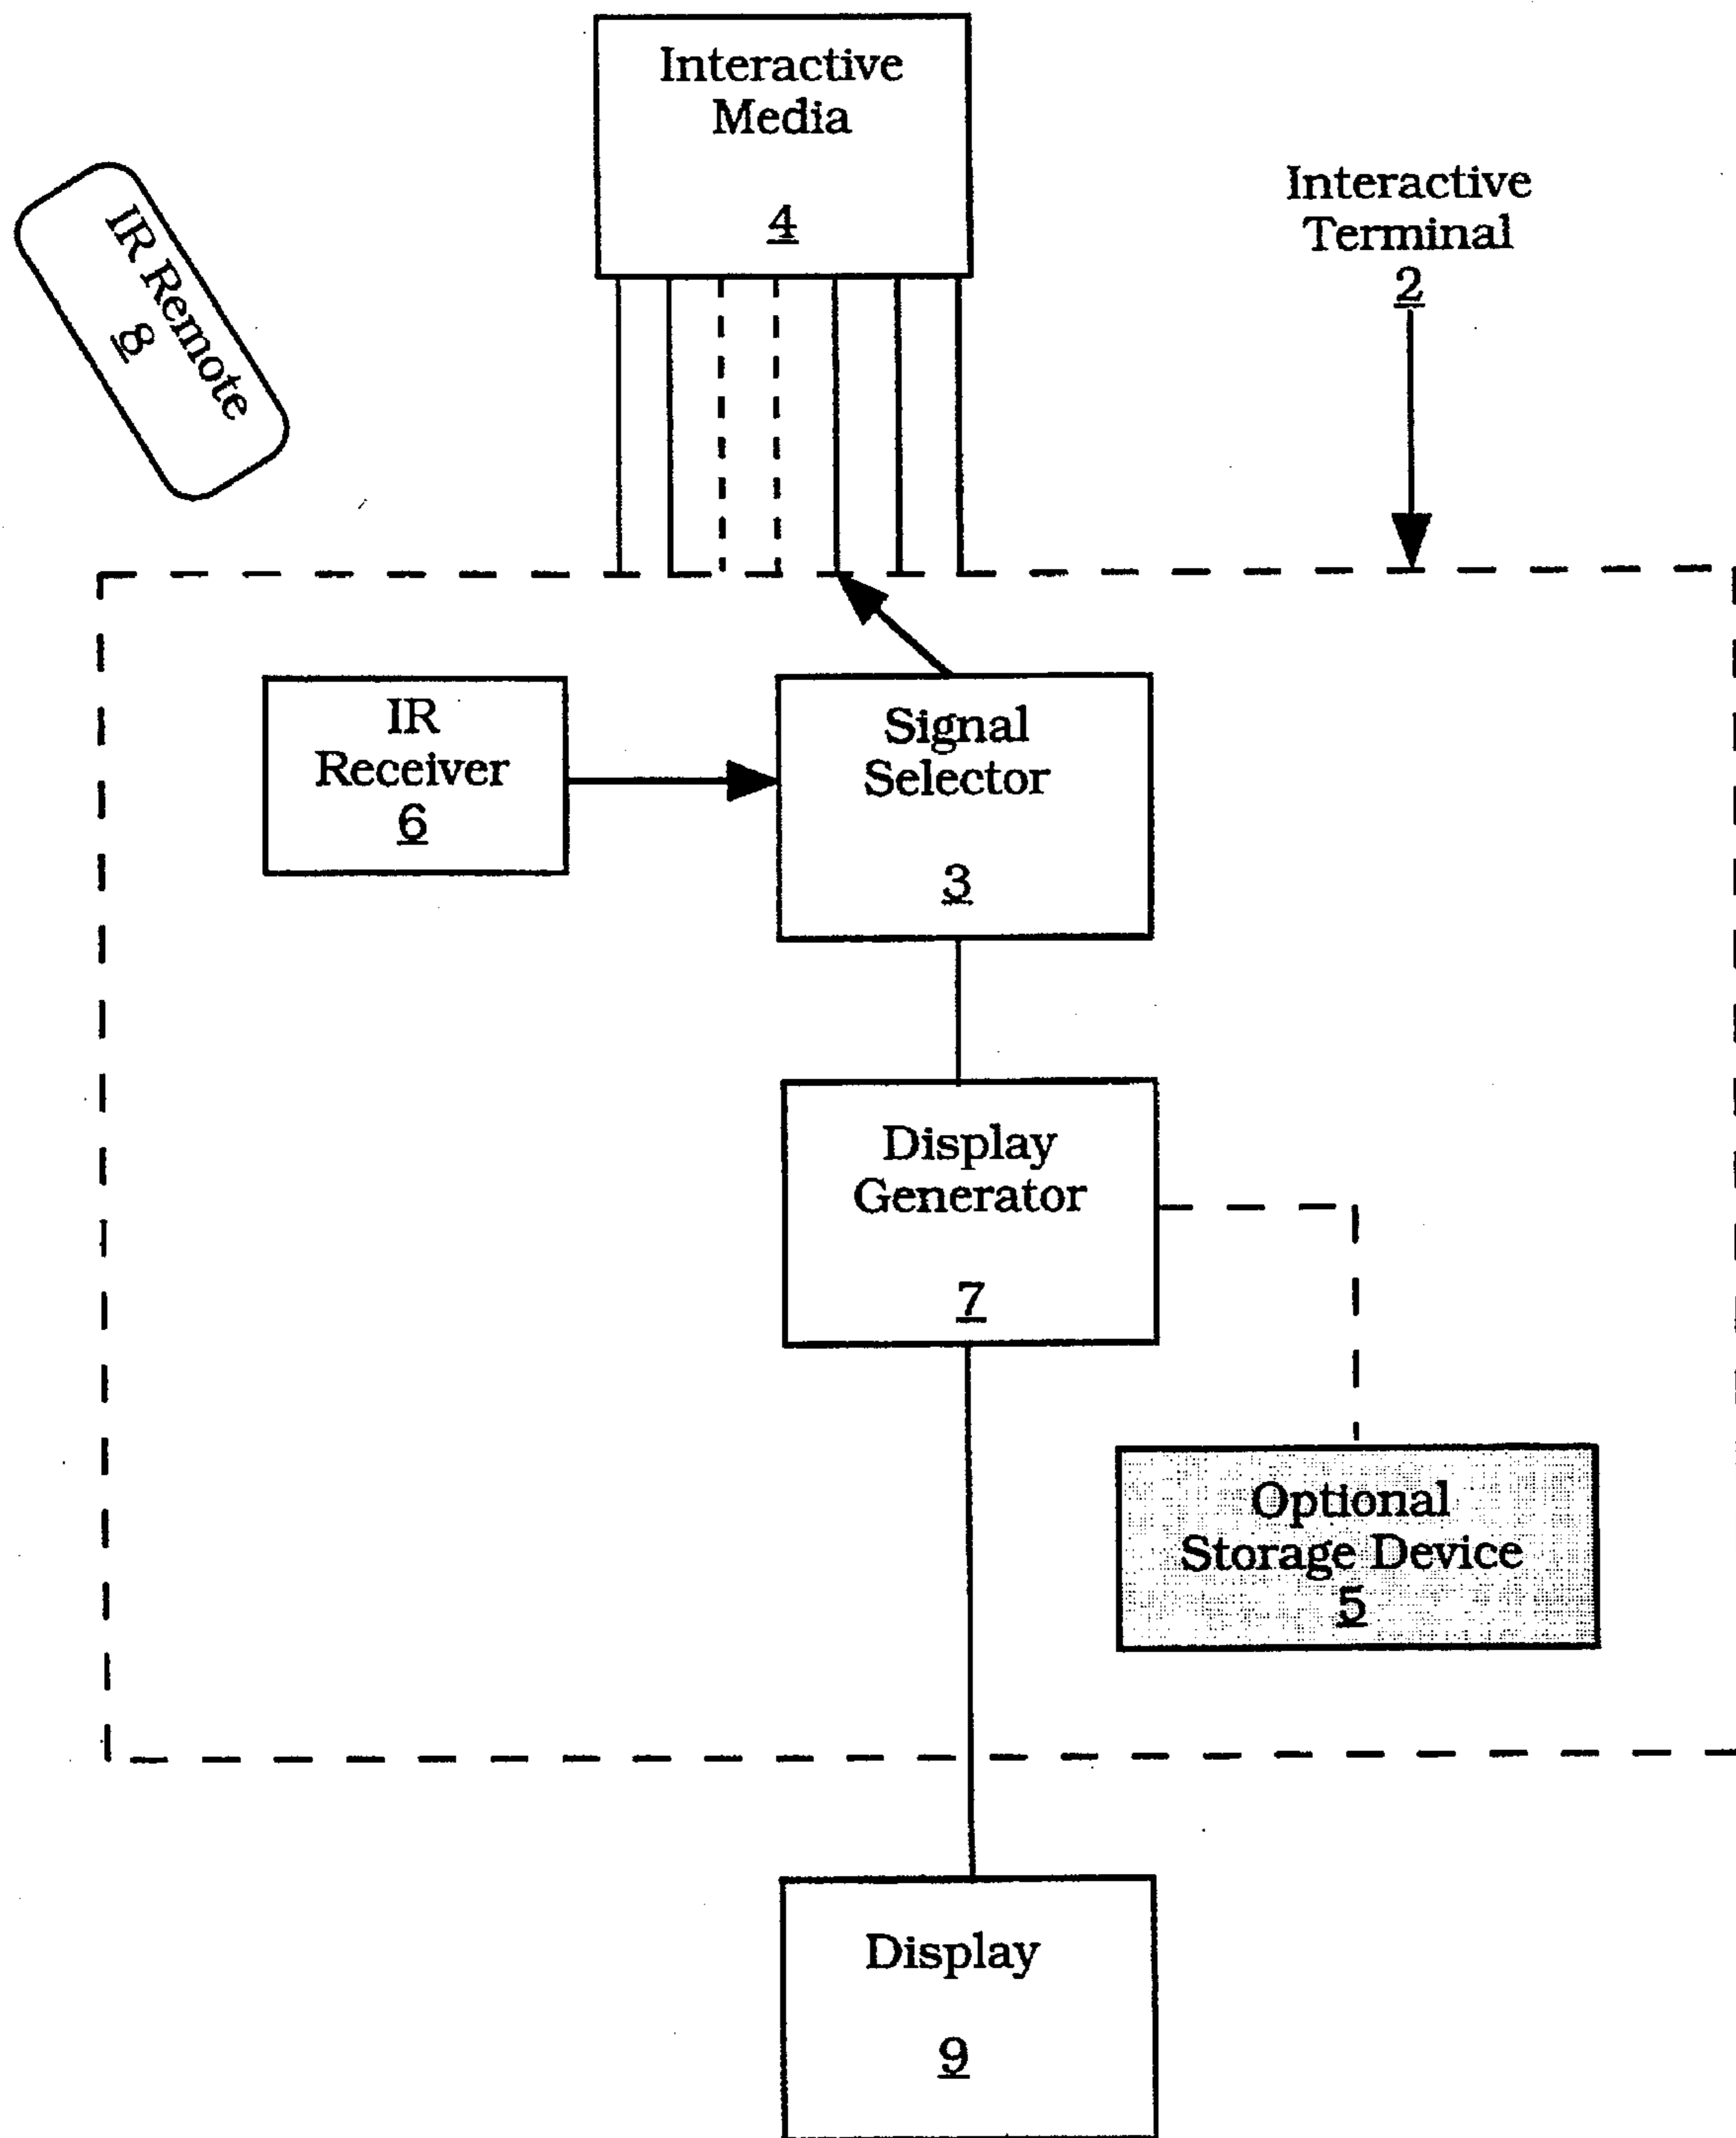 Interactive
Media
4
Interactive
Terminal
2
IR Remote
8
IR
Receiver
6
Signal
Selector
3
Display
Generator
7
Optional
Storage Device
5
Display
9